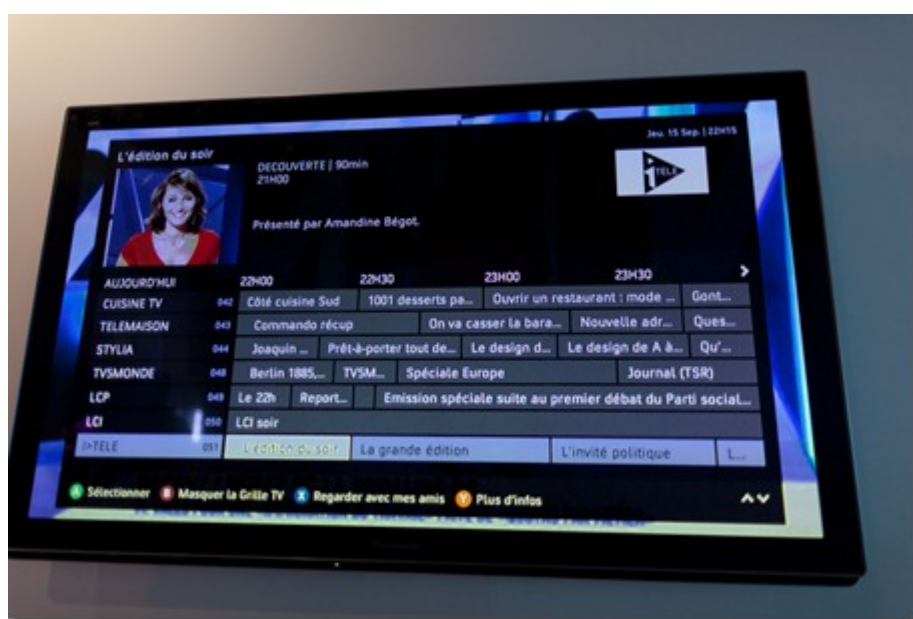 Jeu. 15 Sep. | 22H15
L'édition du soir
DECOUVERTE | 90min
21H00
i>TELE
Présenté par Amandine Bégot.
AUJOURD'HUI 22H00 22H30 23H00 23H30 >
CUISINE TV 042 Côté cuisine Sud 1001 desserts pa... Ouvrir un restaurant : mode ... Gont...
TELEMAISON 043 Commando récup On va casser la bara... Nouvelle adr... Ques...
STYLIA 044 Joaquin ... Prêt-à-porter tout de... Le design d... Le design de A à... Qu'...
TV5MONDE 048 Berlin 1885,... TV5M... Spéciale Europe Journal (TSR)
LCP 049 Le 22h Report... Emission spéciale suite au premier débat du Parti social...
LCI 050 LCI soir
I>TELE 051 L'édition du soir La grande édition L'invité politique L...
A Sélectionner B Masquer la Grille TV X Regarder avec mes amis Y Plus d'infos